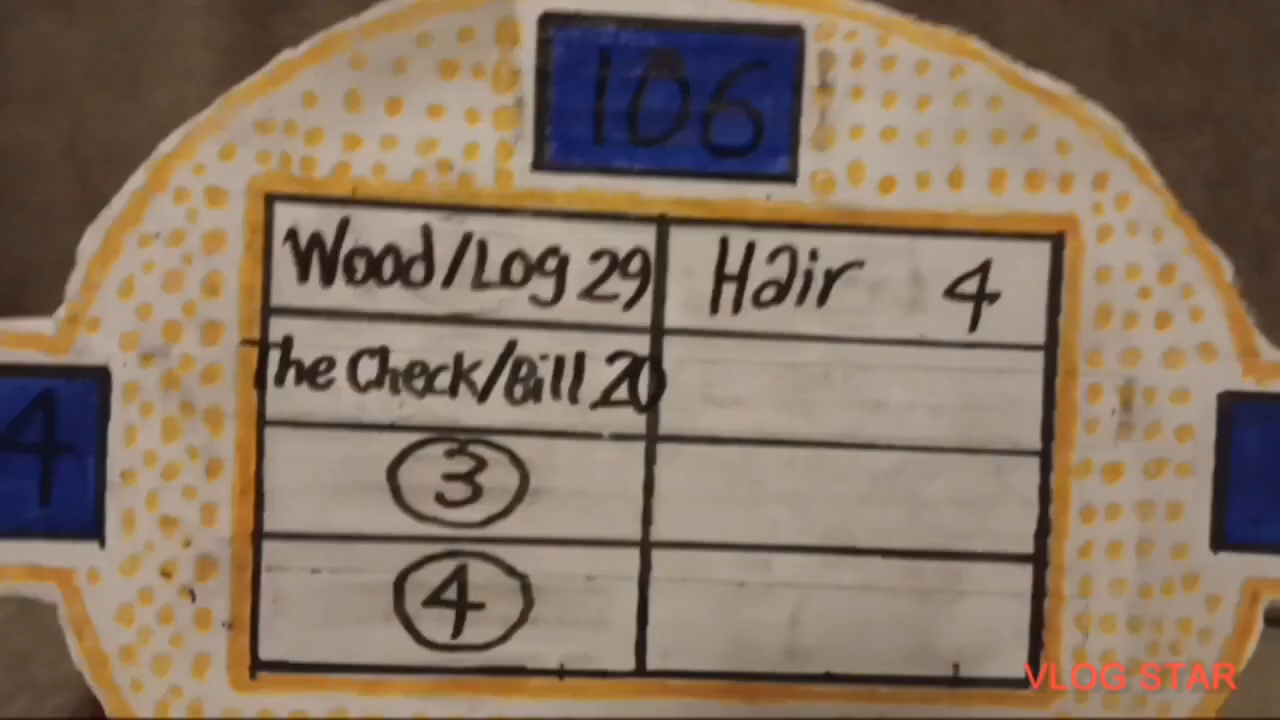 106
Wood/Log 29
Hair 4
The Check/Bill 20
3
4
4
VLOG STAR